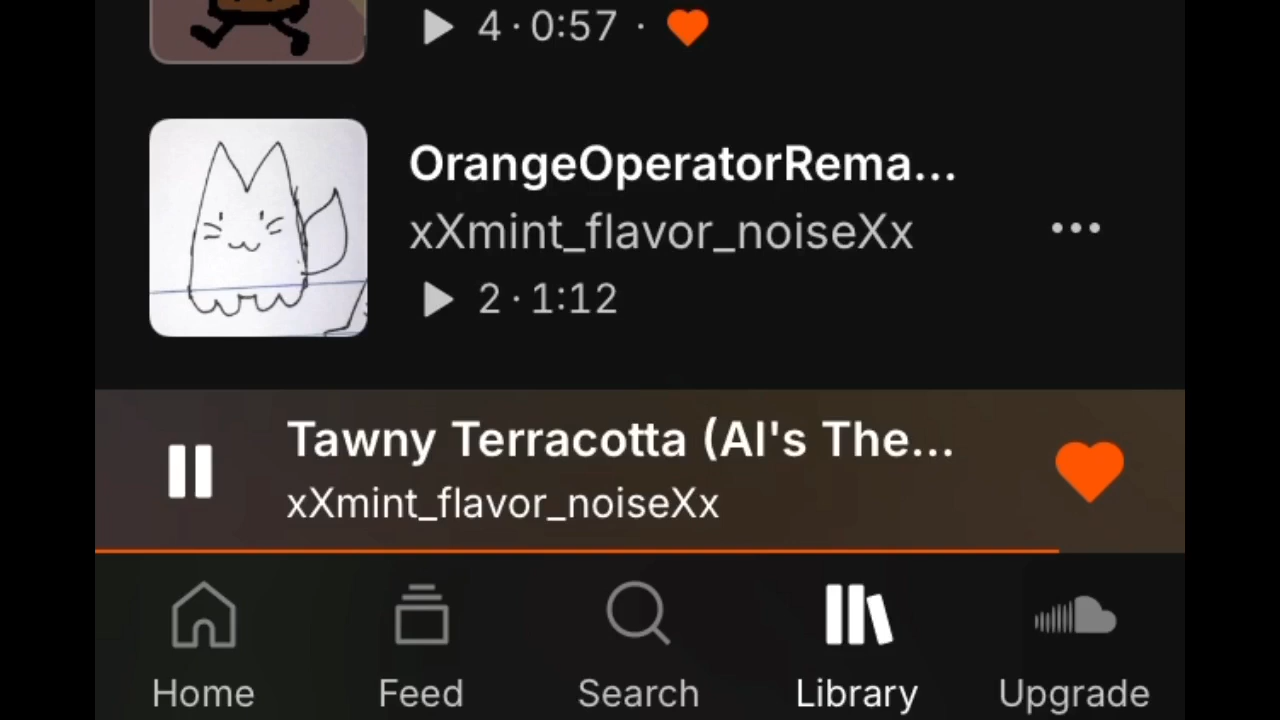 4 · 0:57 ·
OrangeOperatorRema...
xXmint_flavor_noiseXx
2 · 1:12
Tawny Terracotta (AI's The...
xXmint_flavor_noiseXx
Home
Feed
Search
Library
Upgrade